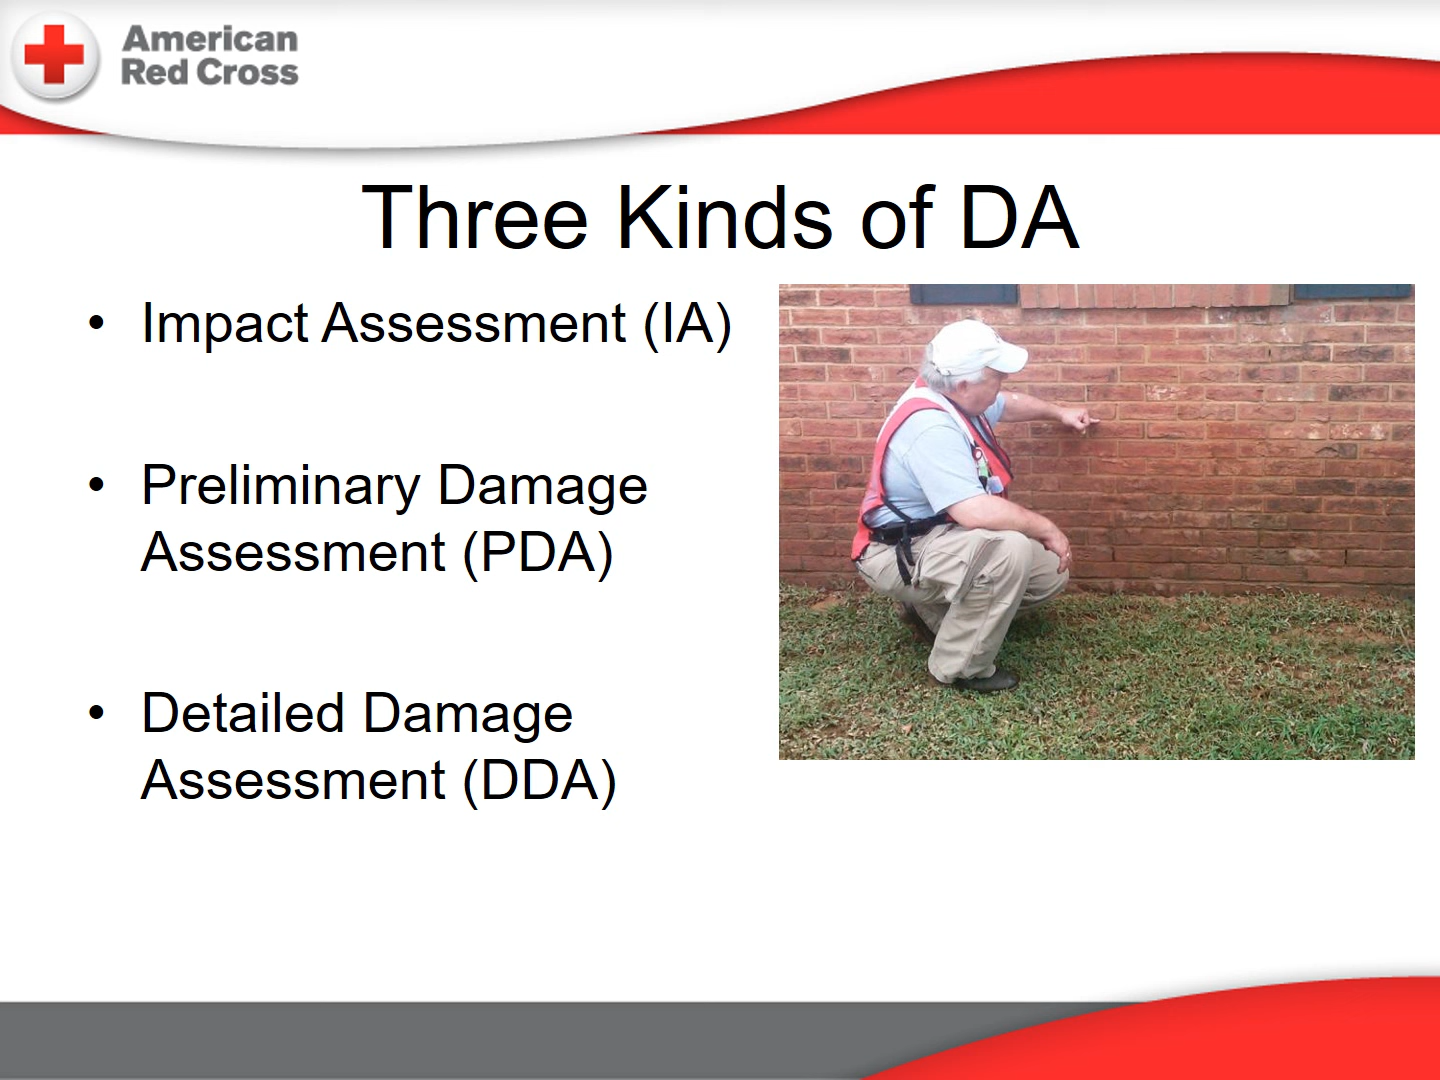 American
Red Cross
Three Kinds of DA
• Impact Assessment (IA)
• Preliminary Damage
Assessment (PDA)
• Detailed Damage
Assessment (DDA)